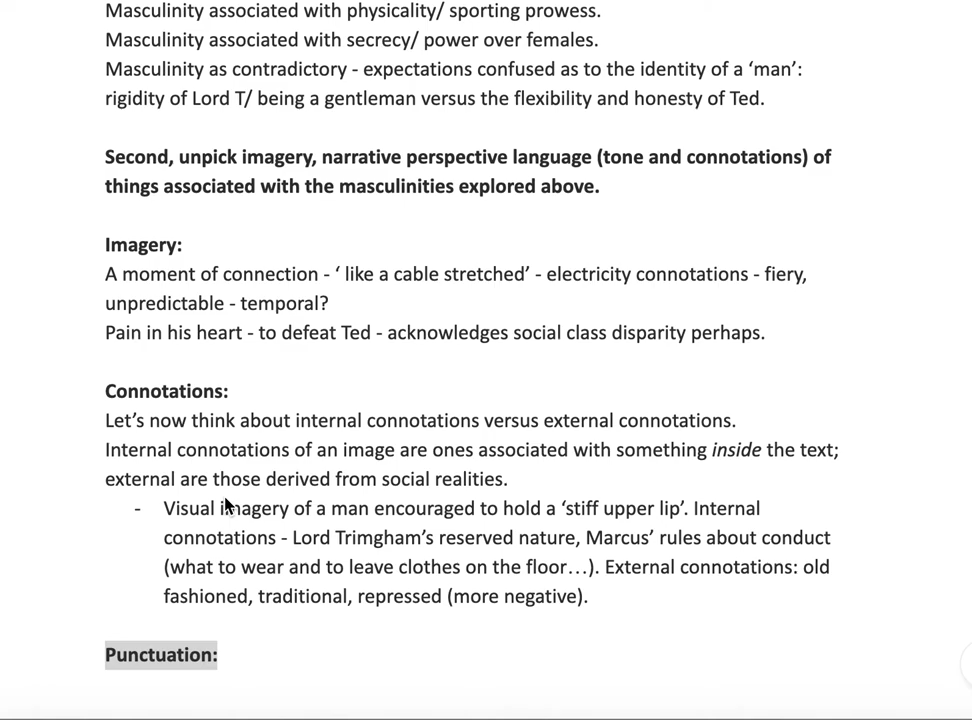 Masculinity associated with physicality/ sporting prowess.
Masculinity associated with secrecy/ power over females.
Masculinity as contradictory - expectations confused as to the identity of a ‘man’:
rigidity of Lord T/ being a gentleman versus the flexibility and honesty of Ted.
Second, unpick imagery, narrative perspective language (tone and connotations) of
things associated with the masculinities explored above.
Imagery:
A moment of connection - ‘ like a cable stretched’ - electricity connotations - fiery,
unpredictable - temporal?
Pain in his heart - to defeat Ted - acknowledges social class disparity perhaps.
Connotations:
Let’s now think about internal connotations versus external connotations.
Internal connotations of an image are ones associated with something inside the text;
external are those derived from social realities.
- Visual imagery of a man encouraged to hold a ‘stiff upper lip’. Internal
connotations - Lord Trimgham’s reserved nature, Marcus’ rules about conduct
(what to wear and to leave clothes on the floor…). External connotations: old
fashioned, traditional, repressed (more negative).
Punctuation: